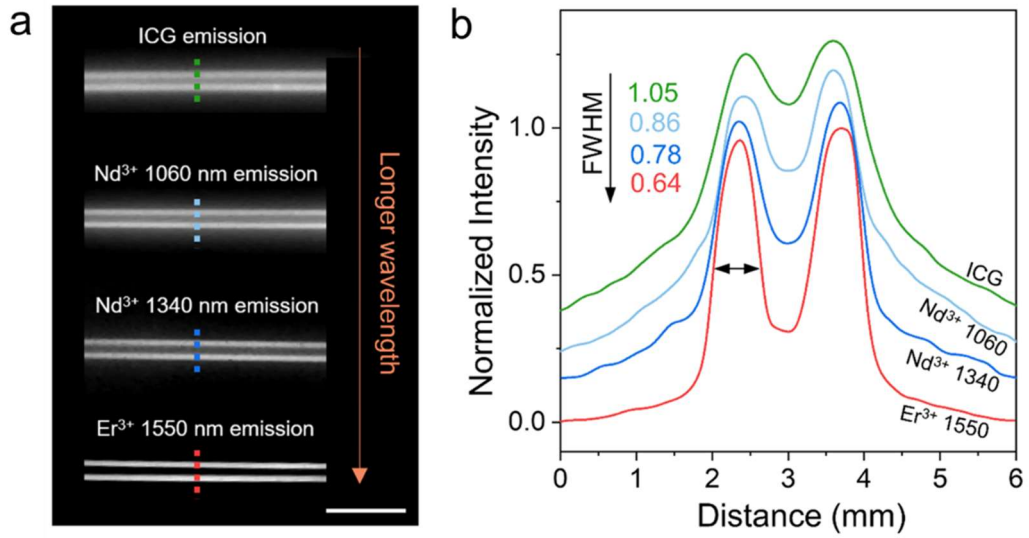 a
ICG emission
Nd³⁺ 1060 nm emission
Nd³⁺ 1340 nm emission
Er³⁺ 1550 nm emission
Longer wavelength
b
Normalized Intensity
1.0
0.5
0.0
FWHM
1.05
0.86
0.78
0.64
ICG
Nd³⁺ 1060
Nd³⁺ 1340
Er³⁺ 1550
0 1 2 3 4 5 6
Distance (mm)